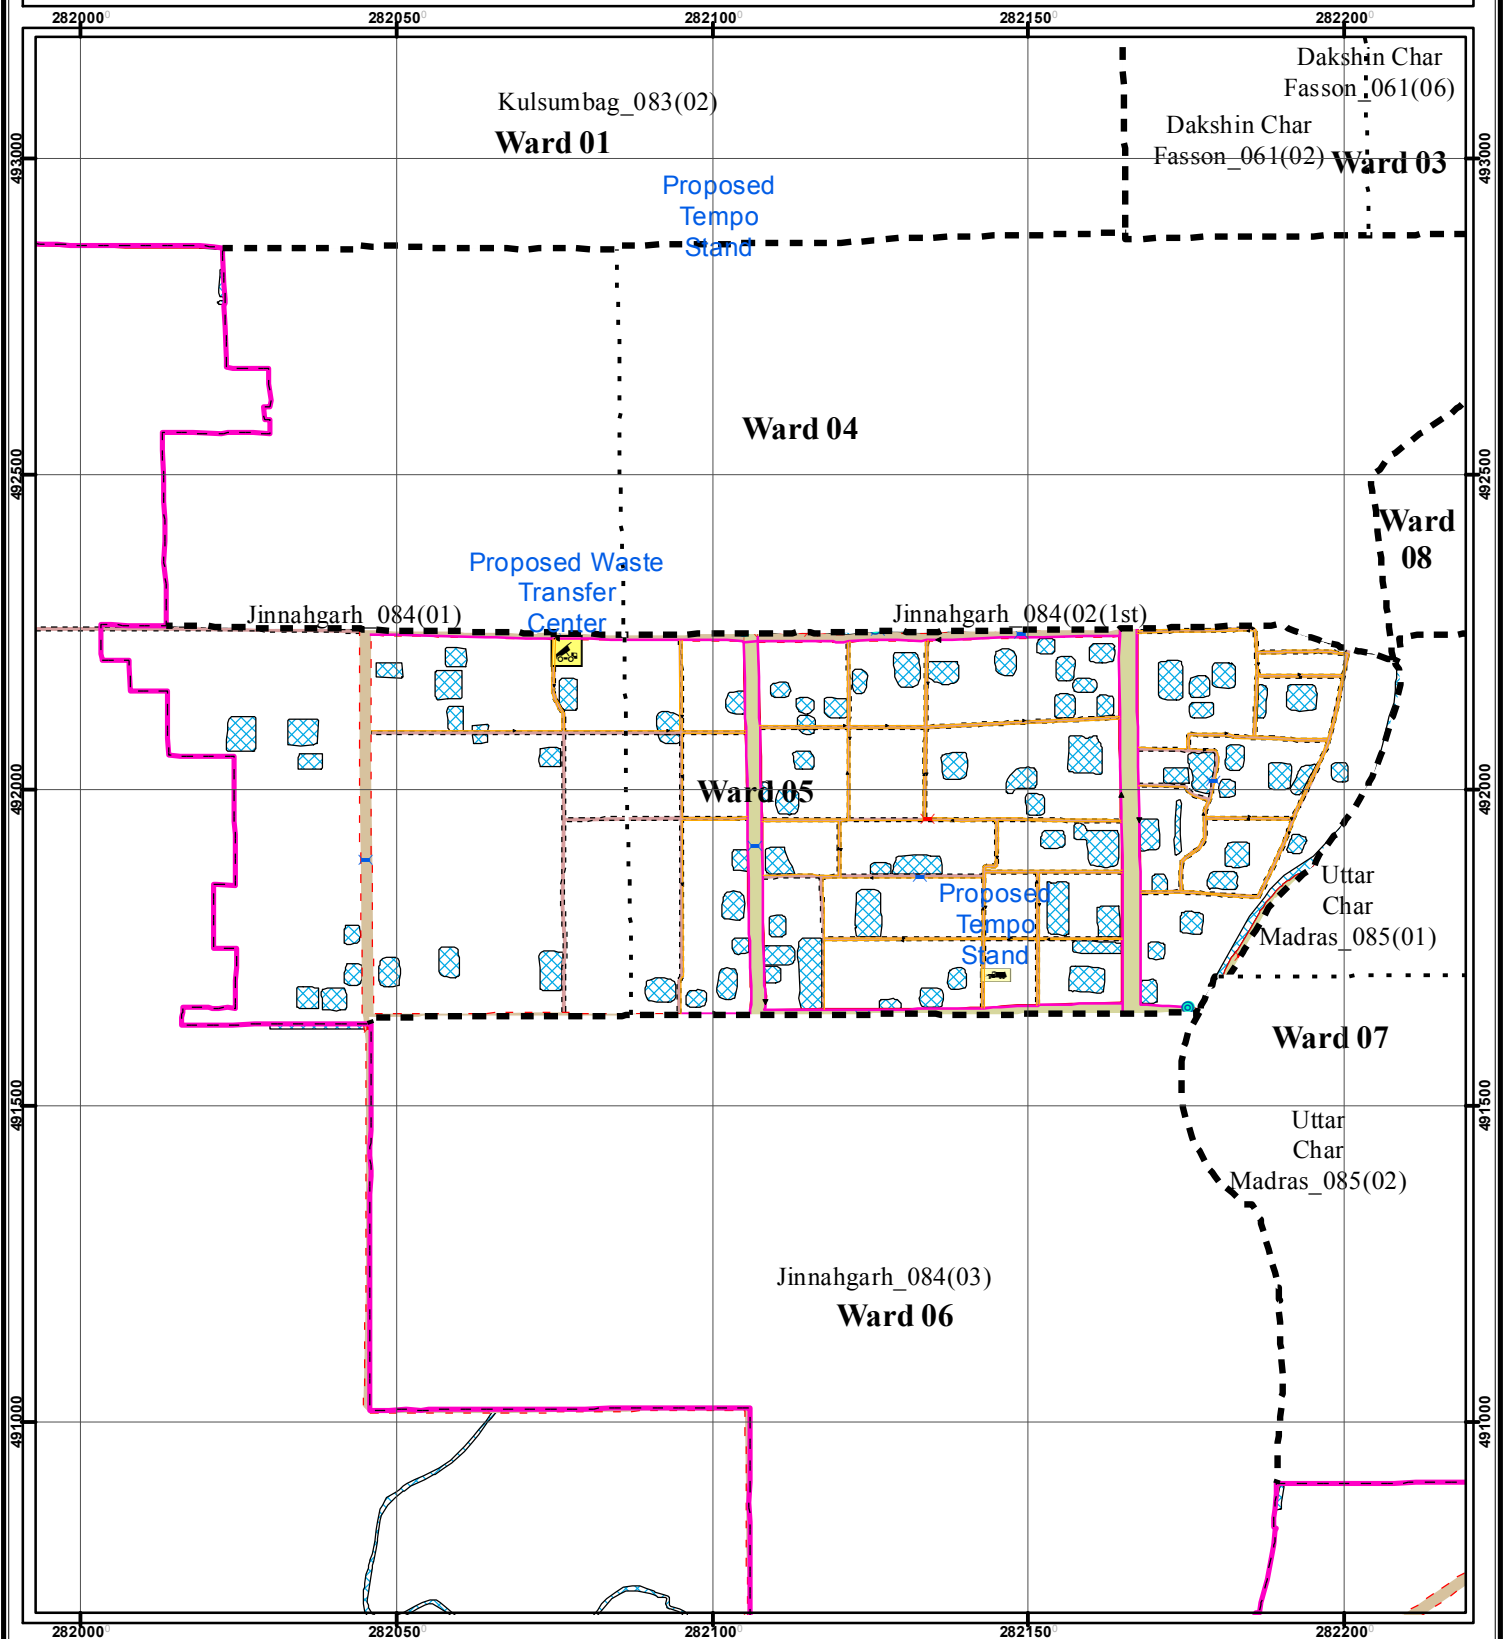 282000 282050 282100 282150 282200
Dakshin Char
Fasson_061(06)
Kulsumbag_083(02)
Ward 01
Dakshin Char
Fasson_061(02)
Ward 03
493000 493000
Proposed
Tempo
Stand
Ward 04
492500 492500
Ward
08
Proposed Waste
Transfer
Center
Jinnahgarh_084(01)
Jinnahgarh_084(02(1st)
492000 492000
Ward 05
Proposed
Tempo
Stand
Uttar
Char
Madras_085(01)
Ward 07
491500 491500
Uttar
Char
Madras_085(02)
Jinnahgarh_084(03)
Ward 06
491000 491000
282000 282050 282100 282150 282200